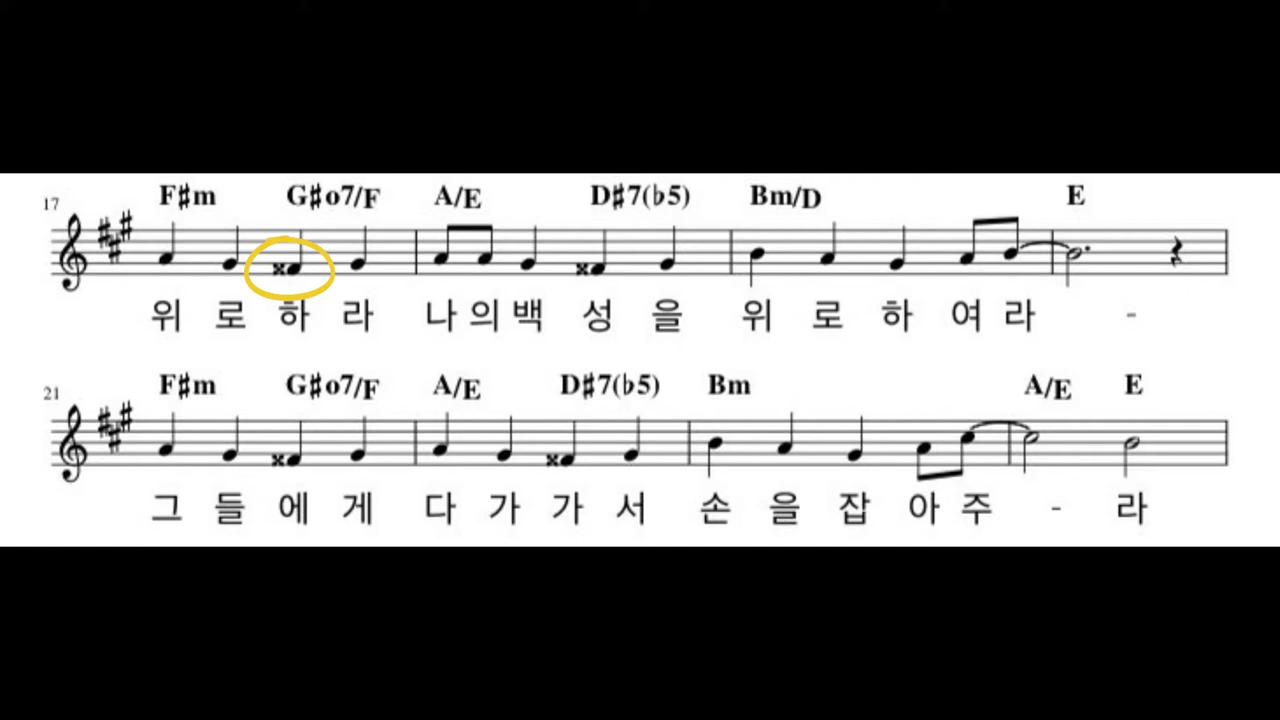 17 F♯m G♯o7/F A/E D♯7(♭5) Bm/D E
위 로 하 라 나 의 백 성 을 위 로 하 여 라 -
21 F♯m G♯o7/F A/E D♯7(♭5) Bm A/E E
그 들 에 게 다 가 가 서 손 을 잡 아 주 - 라